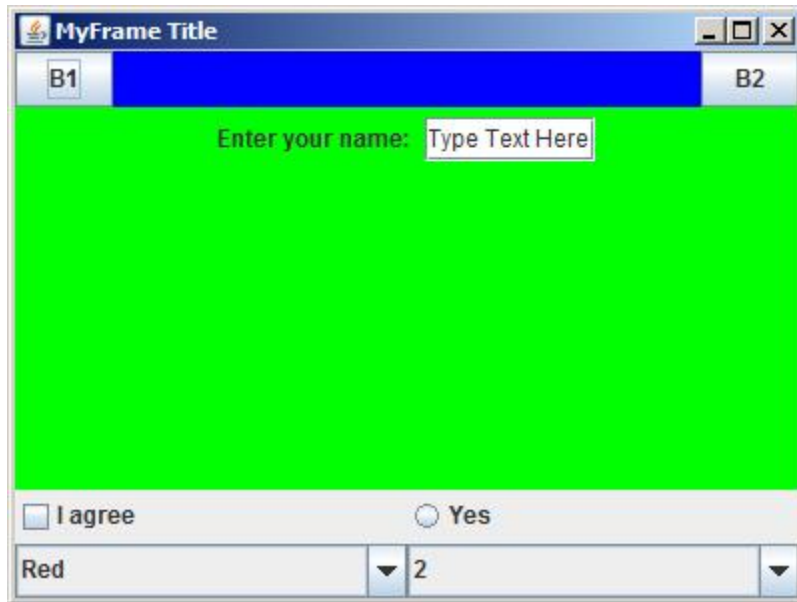 MyFrame Title
B1 B2
Enter your name: Type Text Here
I agree Yes
Red 2